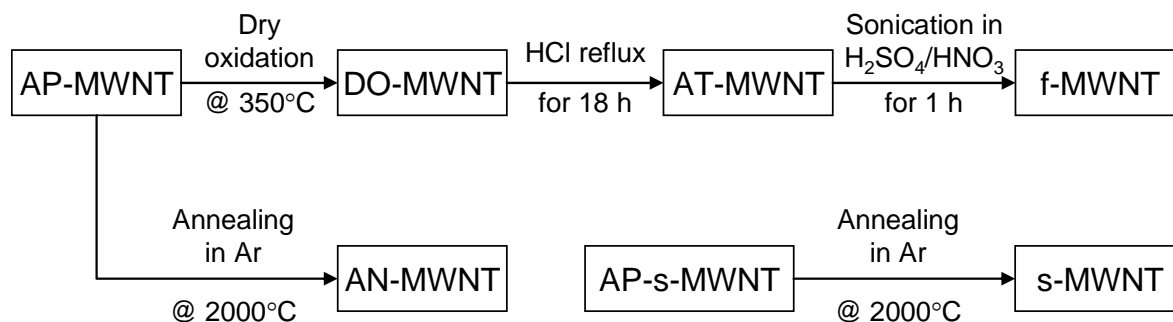 Dry
oxidation
@ 350°C
HCl reflux
for 18 h
Sonication in
H₂SO₄/HNO₃
for 1 h
AP-MWNT
DO-MWNT
AT-MWNT
f-MWNT
Annealing
in Ar
@ 2000°C
Annealing
in Ar
@ 2000°C
AN-MWNT
AP-s-MWNT
s-MWNT